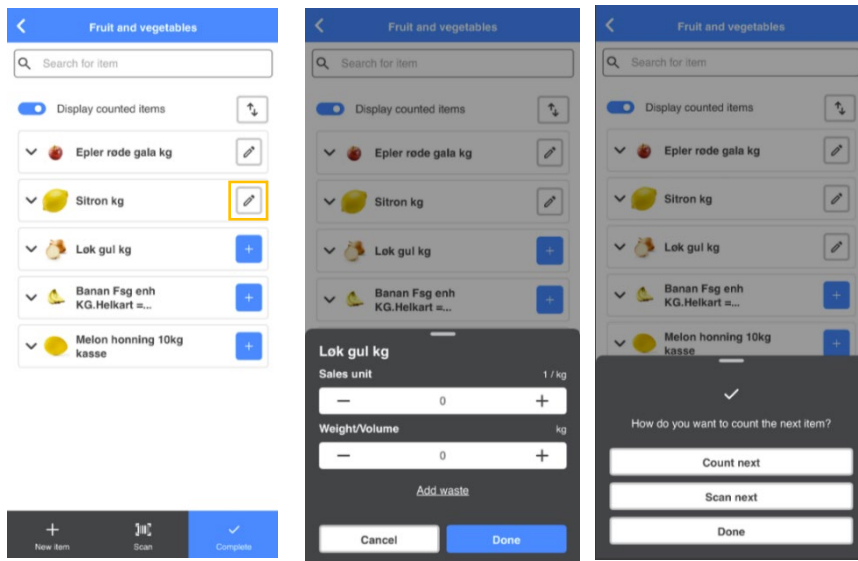 Fruit and vegetables
Search for item
Display counted items
Epler røde gala kg
Sitron kg
Løk gul kg
Banan Fsg enh
KG.Helkart =...
Melon honning 10kg
kasse
New item
Scan
Complete
Fruit and vegetables
Search for item
Display counted items
Epler røde gala kg
Sitron kg
Løk gul kg
Banan Fsg enh
KG.Helkart =...
Løk gul kg
Sales unit 1 / kg
0
Weight/Volume kg
0
Add waste
Cancel Done
Fruit and vegetables
Search for item
Display counted items
Epler røde gala kg
Sitron kg
Løk gul kg
Banan Fsg enh
KG.Helkart =...
Melon honning 10kg
kasse
How do you want to count the next item?
Count next
Scan next
Done